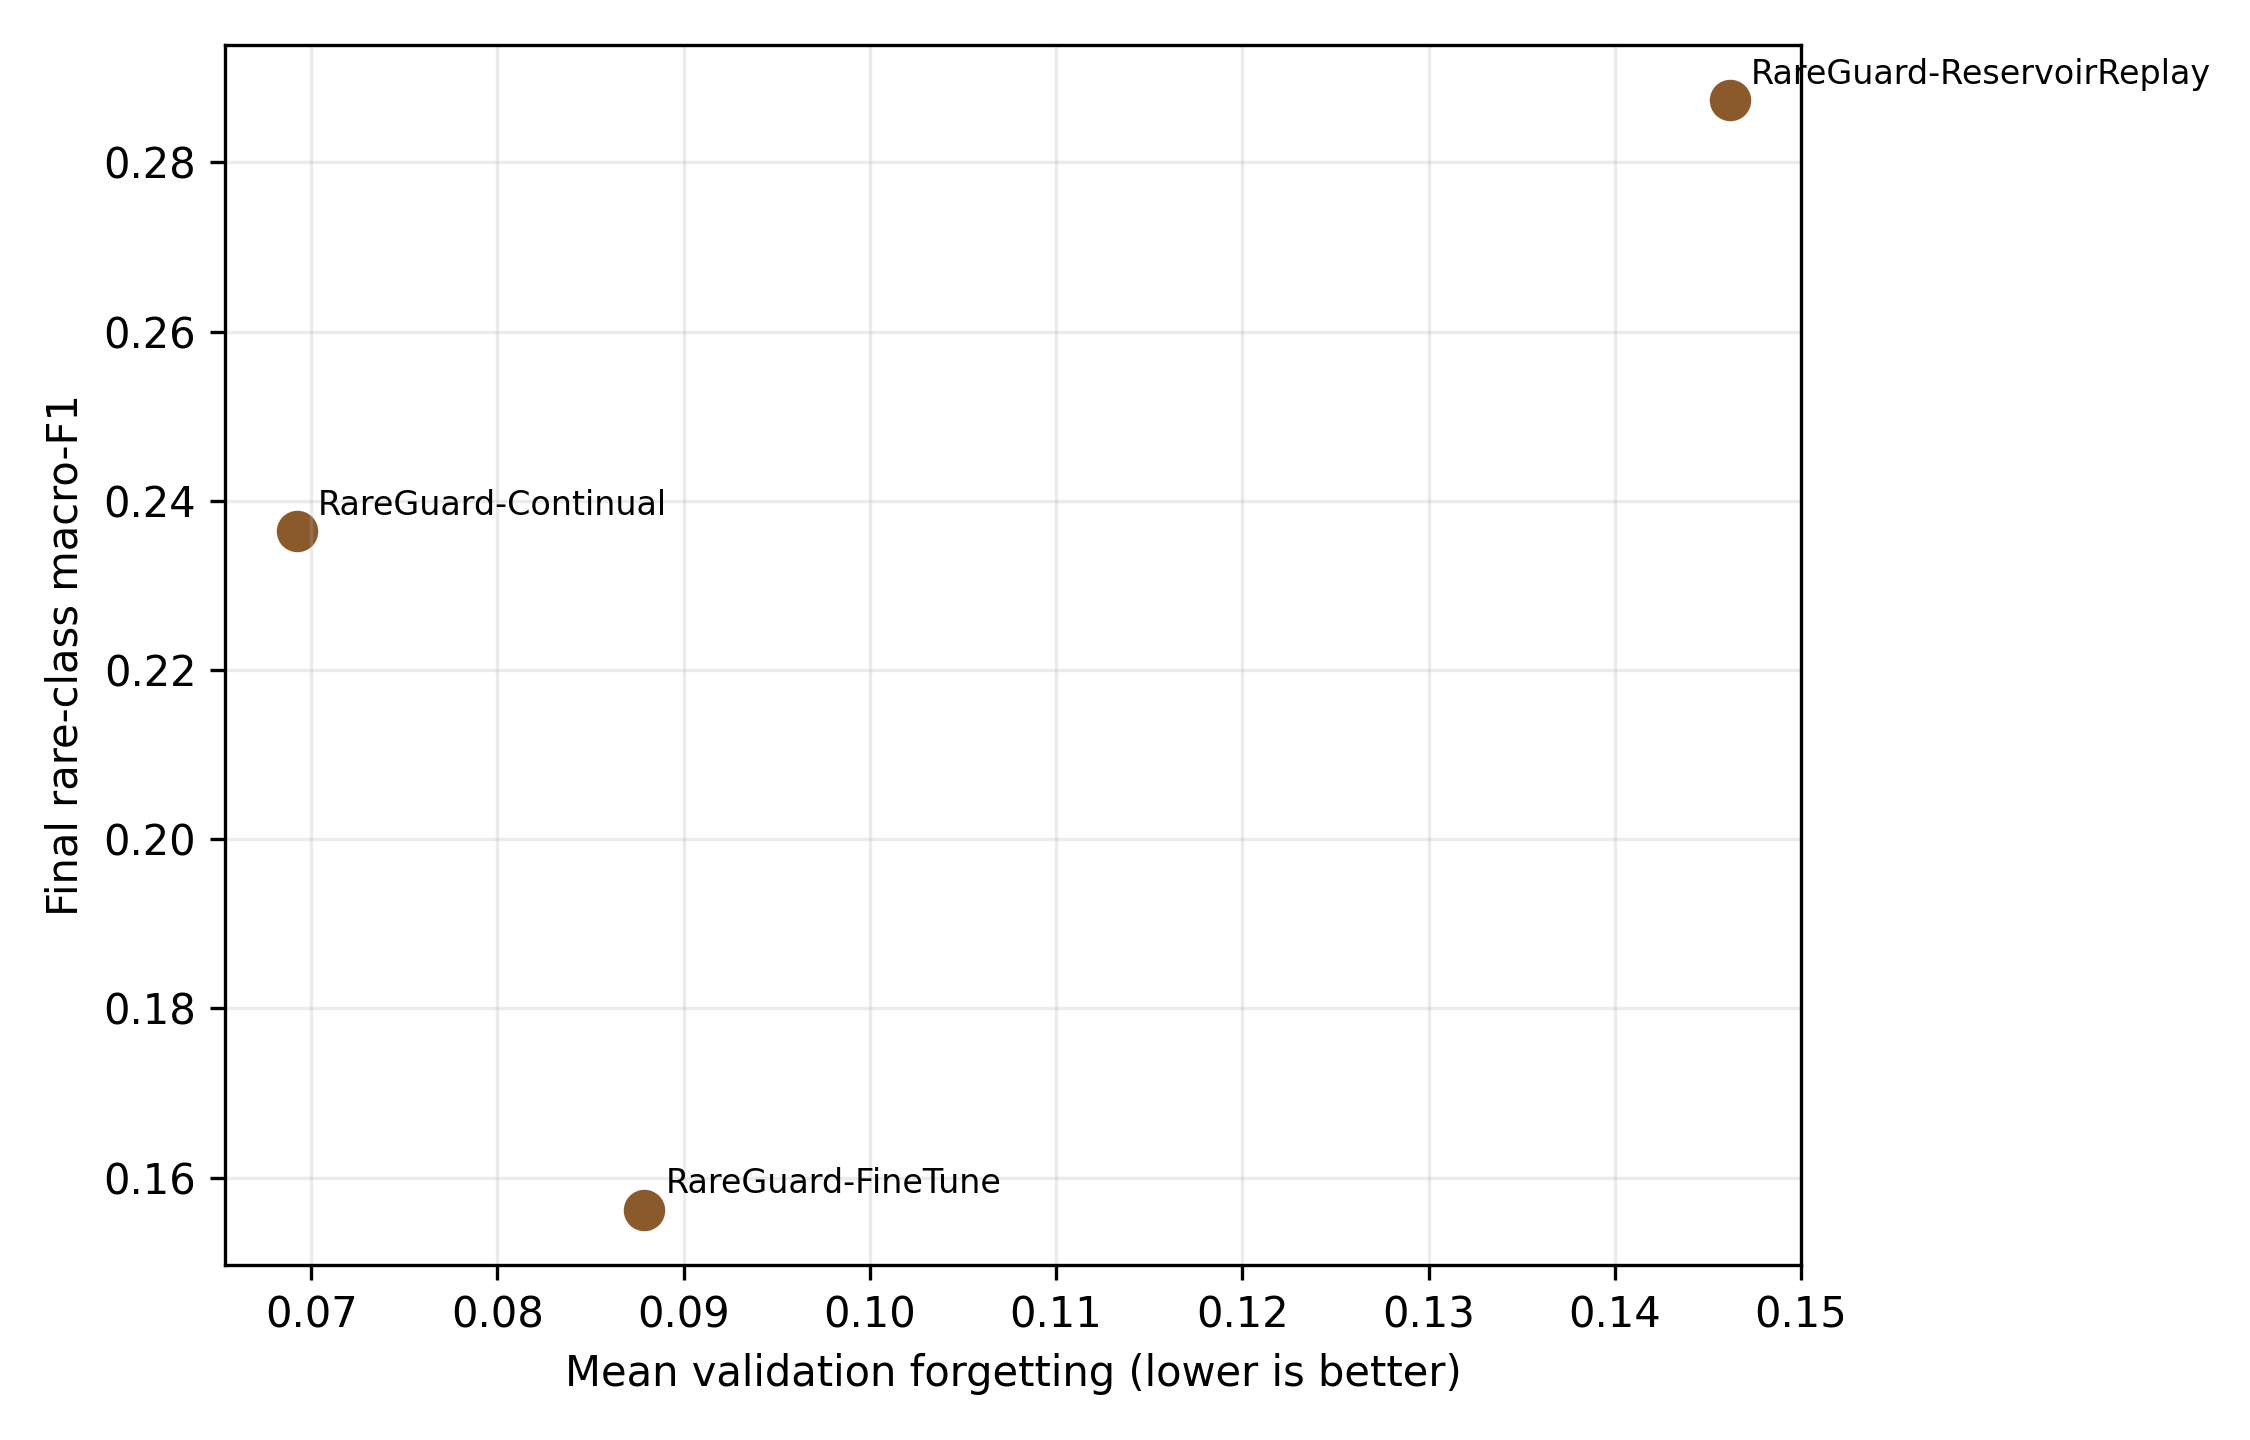 RareGuard-ReservoirReplay
0.28
0.26
RareGuard-Continual
0.24
0.22
0.20
0.18
RareGuard-FineTune
0.16
Final rare-class macro-F1
0.07 0.08 0.09 0.10 0.11 0.12 0.13 0.14 0.15
Mean validation forgetting (lower is better)